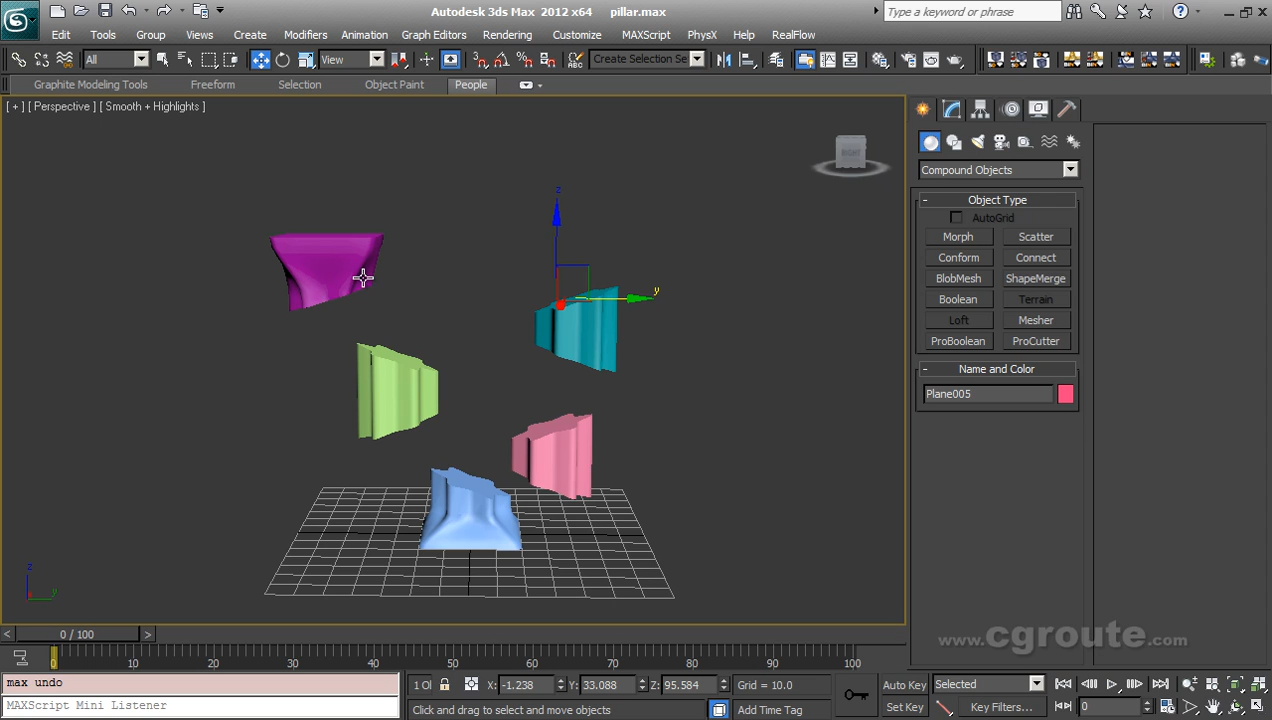 Autodesk 3ds Max 2012 x64 pillar.max
Type a keyword or phrase
Edit Tools Group Views Create Modifiers Animation Graph Editors Rendering Customize MAXScript PhysX Help RealFlow
All View Create Selection Se
Graphite Modeling Tools Freeform Selection Object Paint People
[ + ] [ Perspective ] [ Smooth + Highlights ]
Compound Objects
- Object Type
AutoGrid
Morph Scatter
Conform Connect
BlobMesh ShapeMerge
Boolean Terrain
Loft Mesher
ProBoolean ProCutter
- Name and Color
Plane005
z
y
z
y
www.cgroute.com
< 0 / 100 >
0 10 20 30 40 50 60 70 80 90 100
max undo
MAXScript Mini Listener
1 Ol X: -1.238 Y: 33.088 Z: 95.584 Grid = 10.0
Click and drag to select and move objects Add Time Tag
Auto Key Selected
Set Key Key Filters... 0